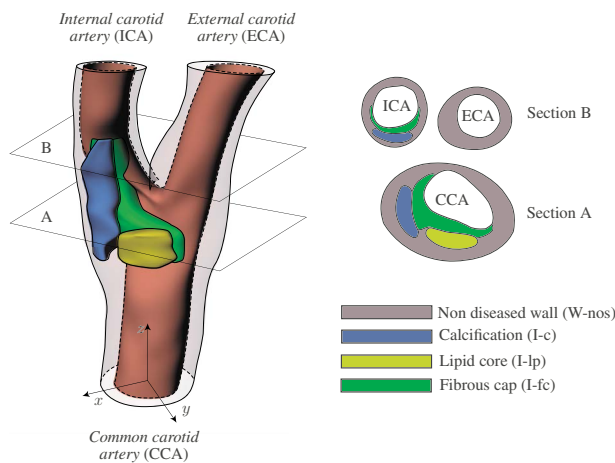 Internal carotid
artery (ICA)
External carotid
artery (ECA)
B
A
z
x
y
Common carotid
artery (CCA)
ICA
ECA
Section B
CCA
Section A
Non diseased wall (W-nos)
Calcification (I-c)
Lipid core (I-lp)
Fibrous cap (I-fc)